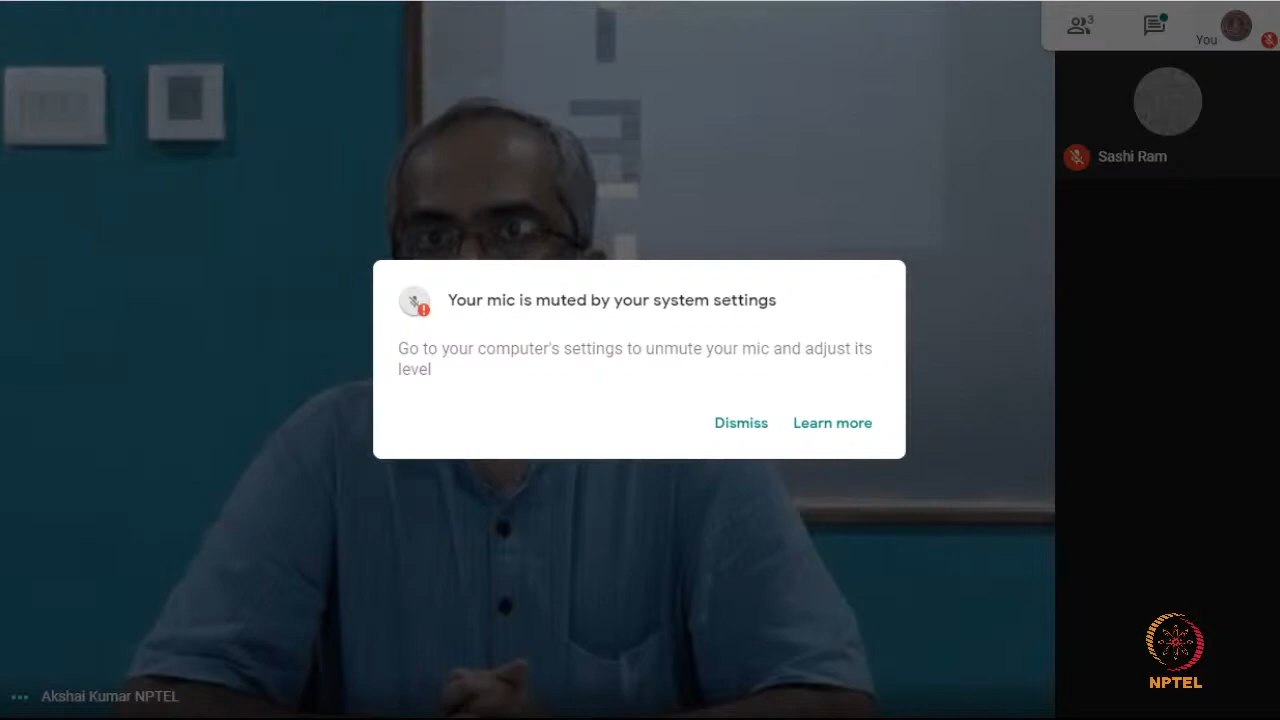 3
You
Sashi Ram
Your mic is muted by your system settings
Go to your computer's settings to unmute your mic and adjust its
level
Dismiss Learn more
Akshai Kumar NPTEL
NPTEL